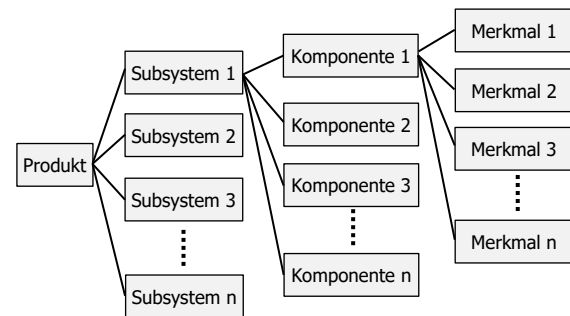 Produkt
Subsystem 1
Subsystem 2
Subsystem 3
Subsystem n
Komponente 1
Komponente 2
Komponente 3
Komponente n
Merkmal 1
Merkmal 2
Merkmal 3
Merkmal n